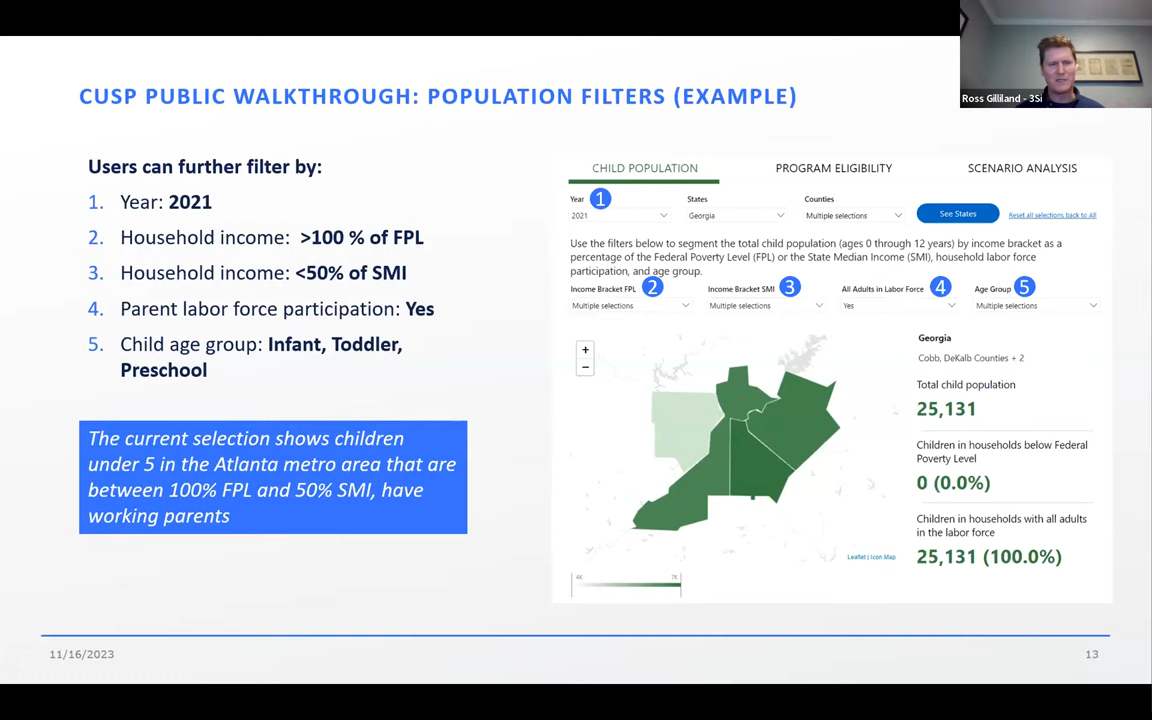 Ross Gilliland - 3Si
CUSP PUBLIC WALKTHROUGH: POPULATION FILTERS (EXAMPLE)
Users can further filter by:
1. Year: 2021
2. Household income: >100 % of FPL
3. Household income: <50% of SMI
4. Parent labor force participation: Yes
5. Child age group: Infant, Toddler,
Preschool
The current selection shows children
under 5 in the Atlanta metro area that are
between 100% FPL and 50% SMI, have
working parents
CHILD POPULATION PROGRAM ELIGIBILITY SCENARIO ANALYSIS
Year 1 States Counties
2021 Georgia Multiple selections See States Reset all selections back to All
Use the filters below to segment the total child population (ages 0 through 12 years) by income bracket as a
percentage of the Federal Poverty Level (FPL) or the State Median Income (SMI), household labor force
participation, and age group.
Income Bracket FPL 2 Income Bracket SMI 3 All Adults in Labor Force 4 Age Group 5
Multiple selections Multiple selections Yes Multiple selections
+
−
Georgia
Cobb, DeKalb Counties + 2
Total child population
25,131
Children in households below Federal
Poverty Level
0 (0.0%)
Children in households with all adults
in the labor force
25,131 (100.0%)
Leaflet | Icon Map
4K 7K
11/16/2023 13